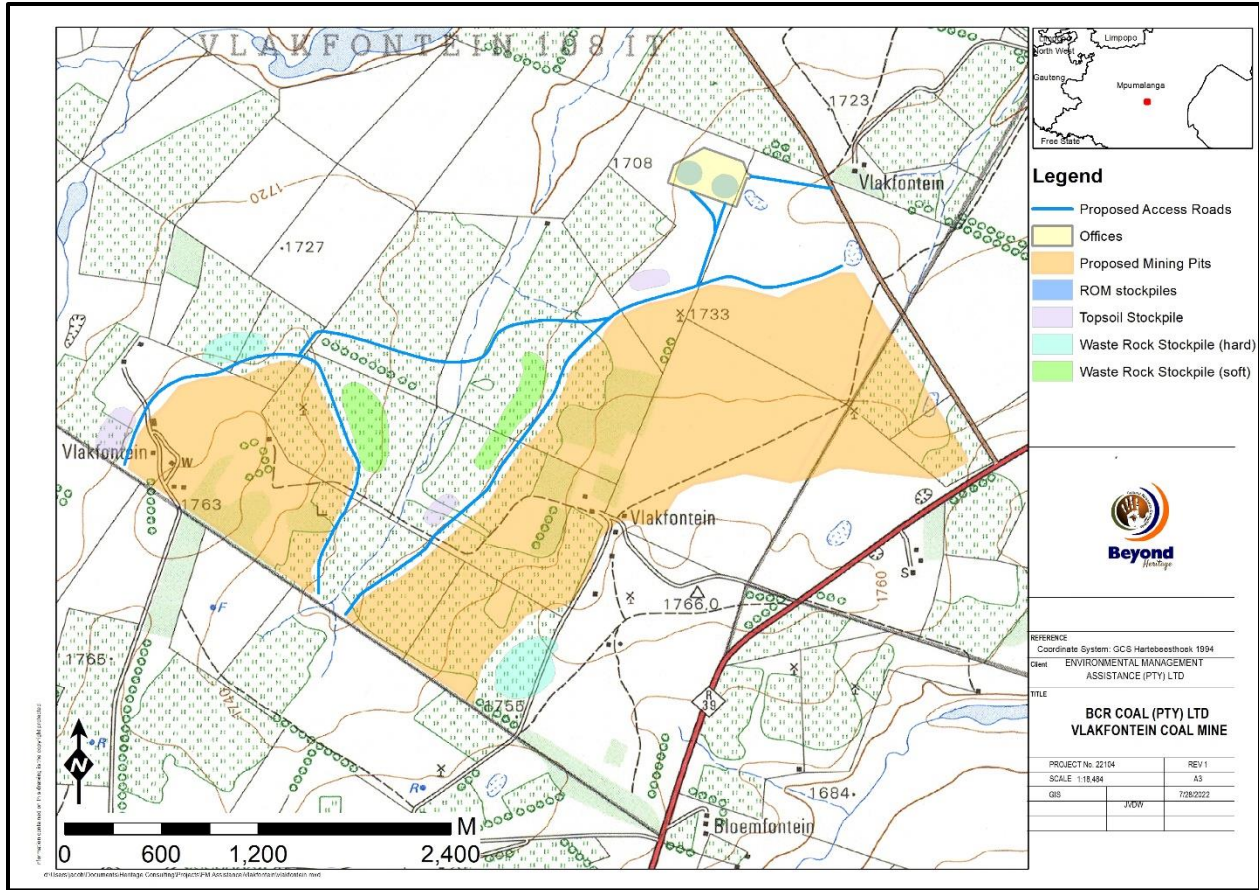 VLAKFONTEIN 108 IT
1723
1708
Vlakfontein
1720
1727
1733
Vlakfontein
W
1763
Vlakfontein
F
1766,0
1760
S
1765
1740
1755
R
39
R
R
1684
Bloemfontein
N
M
0 600 1,200 2,400
Limpopo
Limpopo
North West
Gauteng
Mpumalanga
Free State
Legend
Proposed Access Roads
Offices
Proposed Mining Pits
ROM stockpiles
Topsoil Stockpile
Waste Rock Stockpile (hard)
Waste Rock Stockpile (soft)
Beyond
Heritage
REFERENCE
Coordinate System: GCS Hartebeesthoek 1994
Client ENVIRONMENTAL MANAGEMENT
ASSISTANCE (PTY) LTD
TITLE
BCR COAL (PTY) LTD
VLAKFONTEIN COAL MINE
PROJECT No. 22104 REV 1
SCALE 1:18,484 A3
GIS 7/28/2022
JVDW